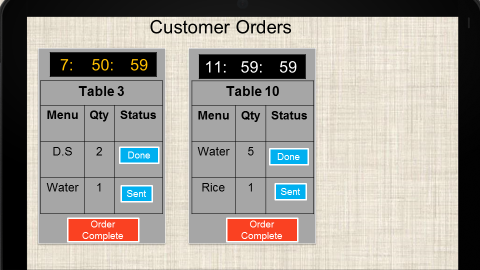 Customer Orders
7: 50: 59
Table 3
Menu Qty Status
D.S 2 Done
Water 1 Sent
Order
Complete
11: 59: 59
Table 10
Menu Qty Status
Water 5 Done
Rice 1 Sent
Order
Complete